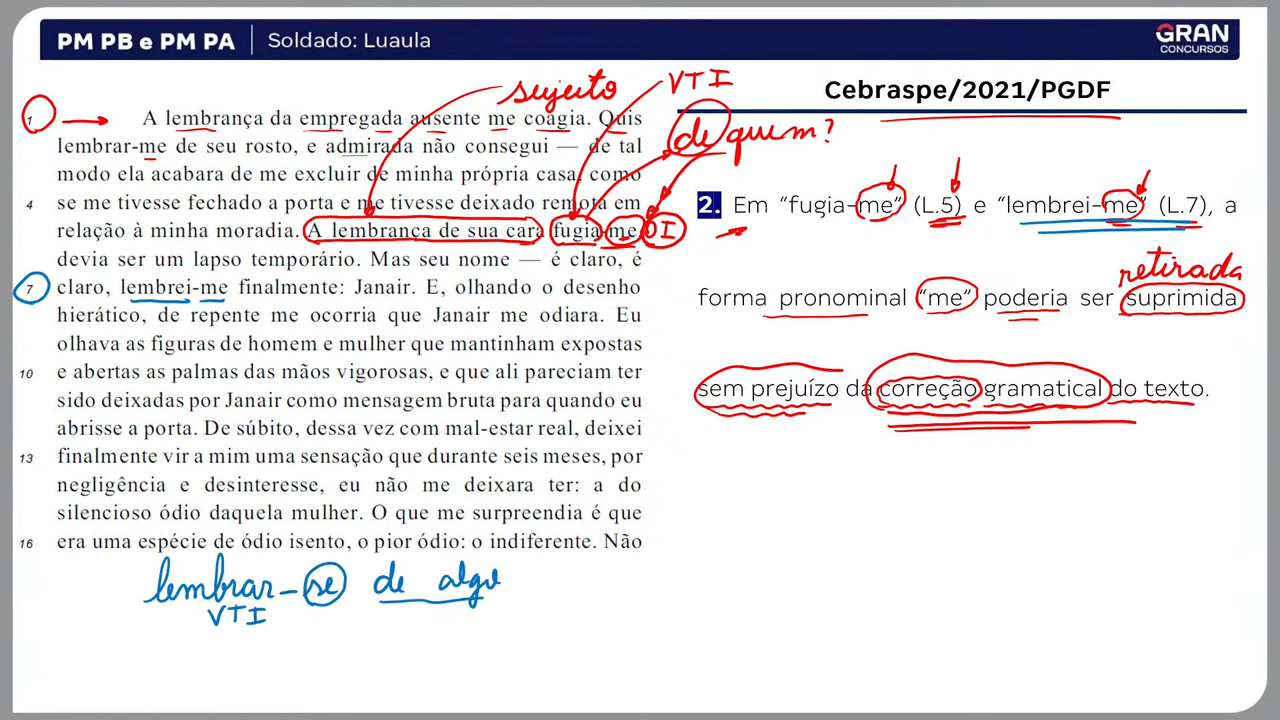 PM PB e PM PA | Soldado: Luaula
GRAN
CONCURSOS
sujeito
VTI
1 A lembrança da empregada ausente me coagia. Quis
lembrar-me de seu rosto, e admirada não consegui — de tal
modo ela acabara de me excluir de minha própria casa, como
4 se me tivesse fechado a porta e me tivesse deixado remota em
relação à minha moradia. A lembrança de sua cara fugia-me,
OI
devia ser um lapso temporário. Mas seu nome — é claro, é
7 claro, lembrei-me finalmente: Janair. E, olhando o desenho
hierático, de repente me ocorria que Janair me odiara. Eu
olhava as figuras de homem e mulher que mantinham expostas
10 e abertas as palmas das mãos vigorosas, e que ali pareciam ter
sido deixadas por Janair como mensagem bruta para quando eu
abrisse a porta. De súbito, dessa vez com mal-estar real, deixei
13 finalmente vir a mim uma sensação que durante seis meses, por
negligência e desinteresse, eu não me deixara ter: a do
silencioso ódio daquela mulher. O que me surpreendia é que
16 era uma espécie de ódio isento, o pior ódio: o indiferente. Não
lembrar-se de algo
VTI
Cebraspe/2021/PGDF
de quem?
2. Em “fugia-me” (L.5) e “lembrei-me” (L.7), a
retirada
forma pronominal “me” poderia ser suprimida
sem prejuízo da correção gramatical do texto.